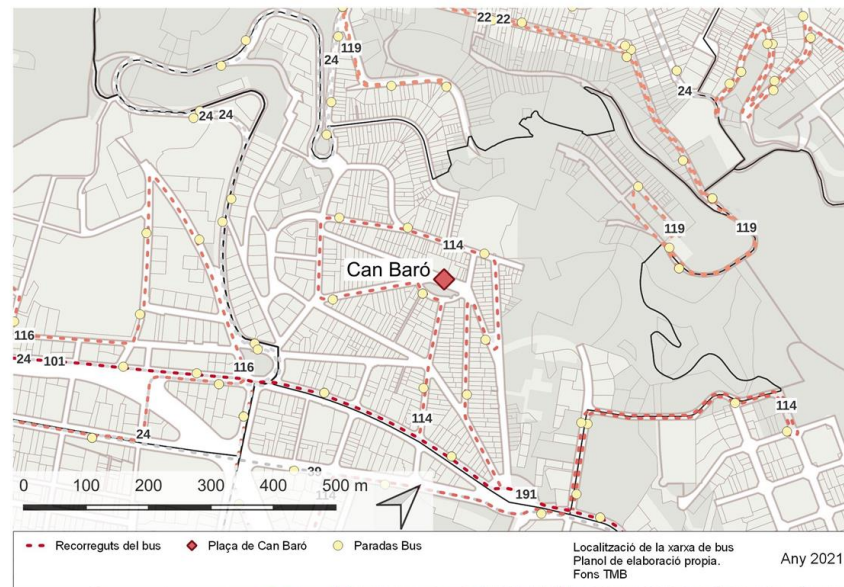 22 22
119
24
24
24 24
119
119
114
Can Baró
116
24 101
116
114
114
24
39
191
114
0 100 200 300 400 500 m
Recorreguts del bus
Plaça de Can Baró
Paradas Bus
Localització de la xarxa de bus
Planol de elaboració propia.
Fons TMB
Any 2021